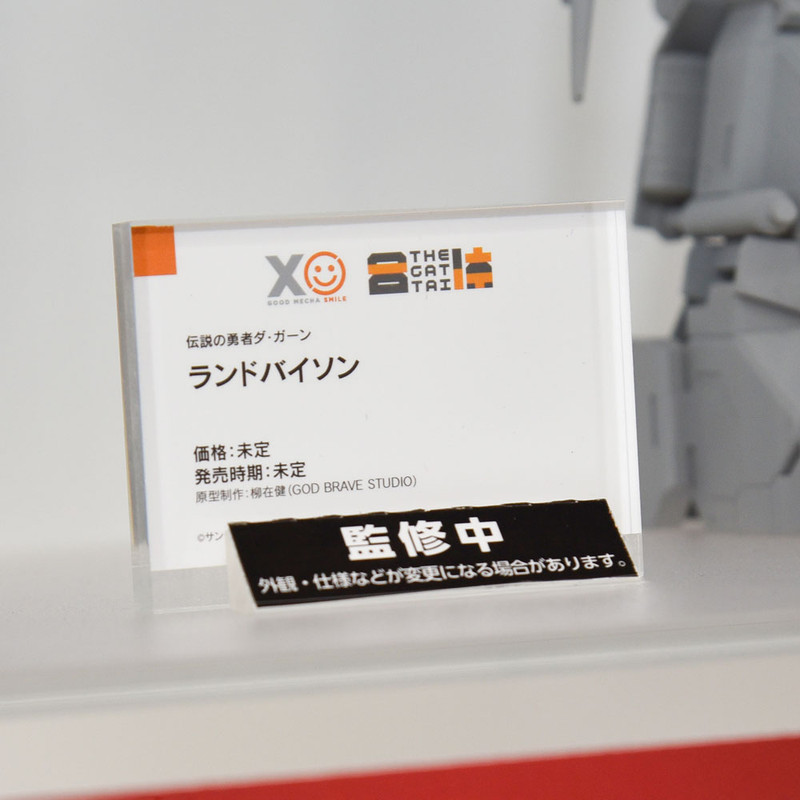 XO
GOOD MECHA SMILE
合体
THE
GAT
TAI
伝説の勇者ダ・ガーン
ランドバイソン
価格：未定
発売時期：未定
原型制作：柳在健(GOD BRAVE STUDIO)
©サン
監修中
外観・仕様などが変更になる場合があります。